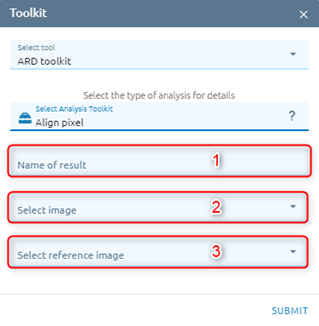 Toolkit
×
Select tool
ARD toolkit
Select the type of analysis for details
Select Analysis Toolkit
Align pixel
?
Name of result
1
Select image
2
Select reference image
3
SUBMIT